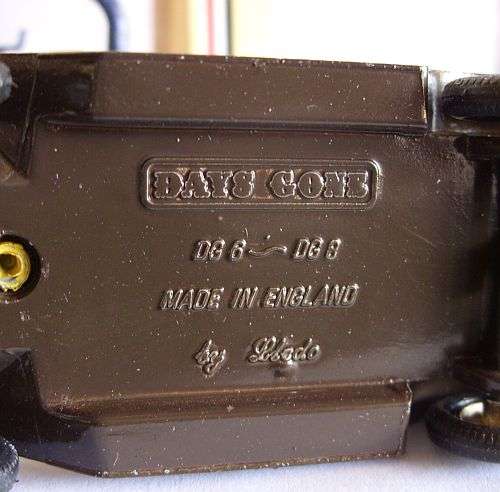 DAYS GONE
DG 6 ~ DG 8
MADE IN ENGLAND
by Lledo